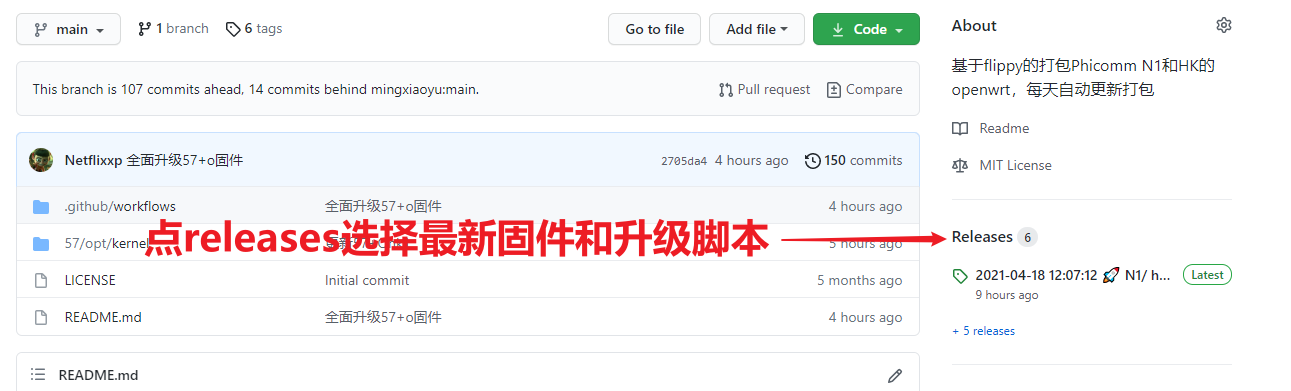 main
1 branch
6 tags
Go to file
Add file
Code
This branch is 107 commits ahead, 14 commits behind mingxiaoyu:main.
Pull request
Compare
Netflixxp 全面升级57+o固件
2705da4 4 hours ago
150 commits
.github/workflows
全面升级57+o固件
4 hours ago
57/opt/kernel
5 hours ago
点releases选择最新固件和升级脚本
LICENSE
Initial commit
5 months ago
README.md
全面升级57+o固件
4 hours ago
README.md
About
基于flippy的打包Phicomm N1和HK的
openwrt，每天自动更新打包
Readme
MIT License
Releases 6
2021-04-18 12:07:12 🚀 N1/ h...
Latest
9 hours ago
+ 5 releases